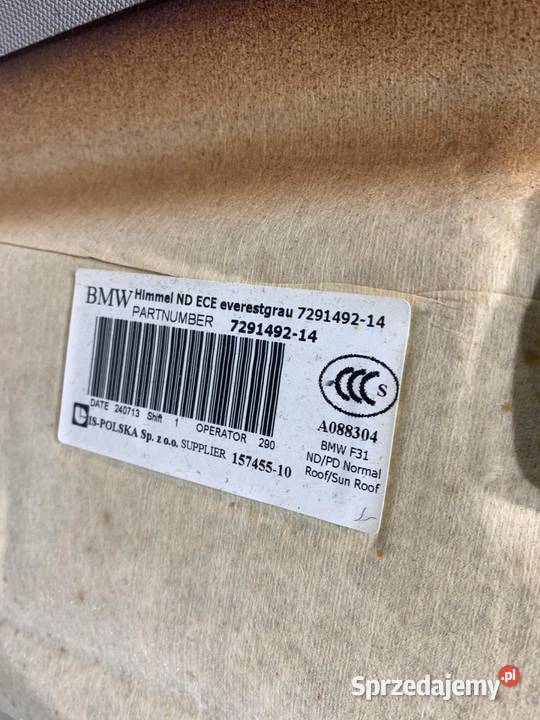 BMW Himmel ND ECE everestgrau 7291492-14
PARTNUMBER 7291492-14
DATE 240713 Shift 1 OPERATOR 290
IS-POLSKA Sp. z o.o. SUPPLIER 157455-10
CCC S
A088304
BMW F31
ND/PD Normal
Roof/Sun Roof
Sprzedajemy.pl